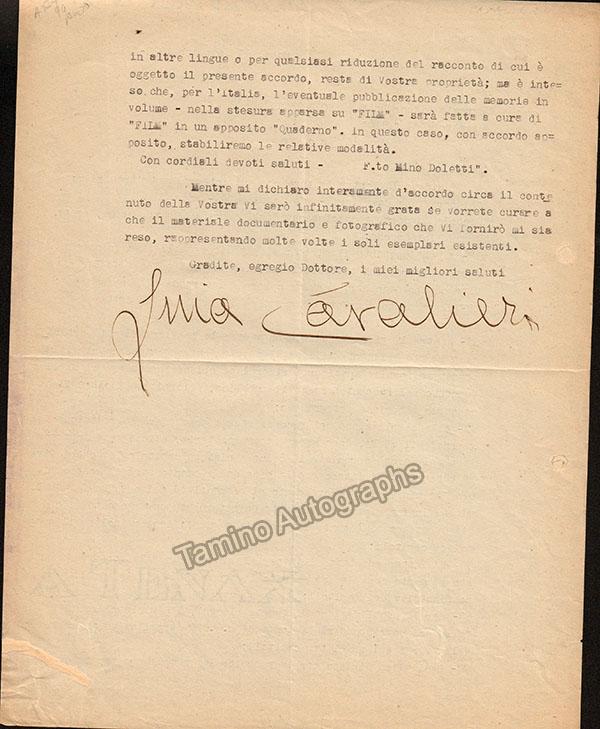 in altre lingue o per qualsiasi riduzione del racconto di cui è
oggetto il presente accordo, resta di Vostra proprietà; ma è inte=
so che, per l'Italia, l'eventuale pubblicazione delle memorie in
volume - nella stesura apparsa su "FILM" - sarà fatta a cura di
"FILM" in un apposito "Quaderno". In questo caso, con accordo ap=
posito, stabiliremo le relative modalità.
Con cordiali devoti saluti - F.to Mino Doletti".
Mentre mi dichiaro interamente d'accordo circa il conte
nuto della Vostra Vi sarò infinitamente grata se vorrete curare a
che il materiale documentario e fotografico che Vi fornirò mi sia
reso, rappresentando molte volte i soli esemplari esistenti.
Gradite, egregio Dottore, i miei migliori saluti
Lina Cavalieri
Tamino Autographs